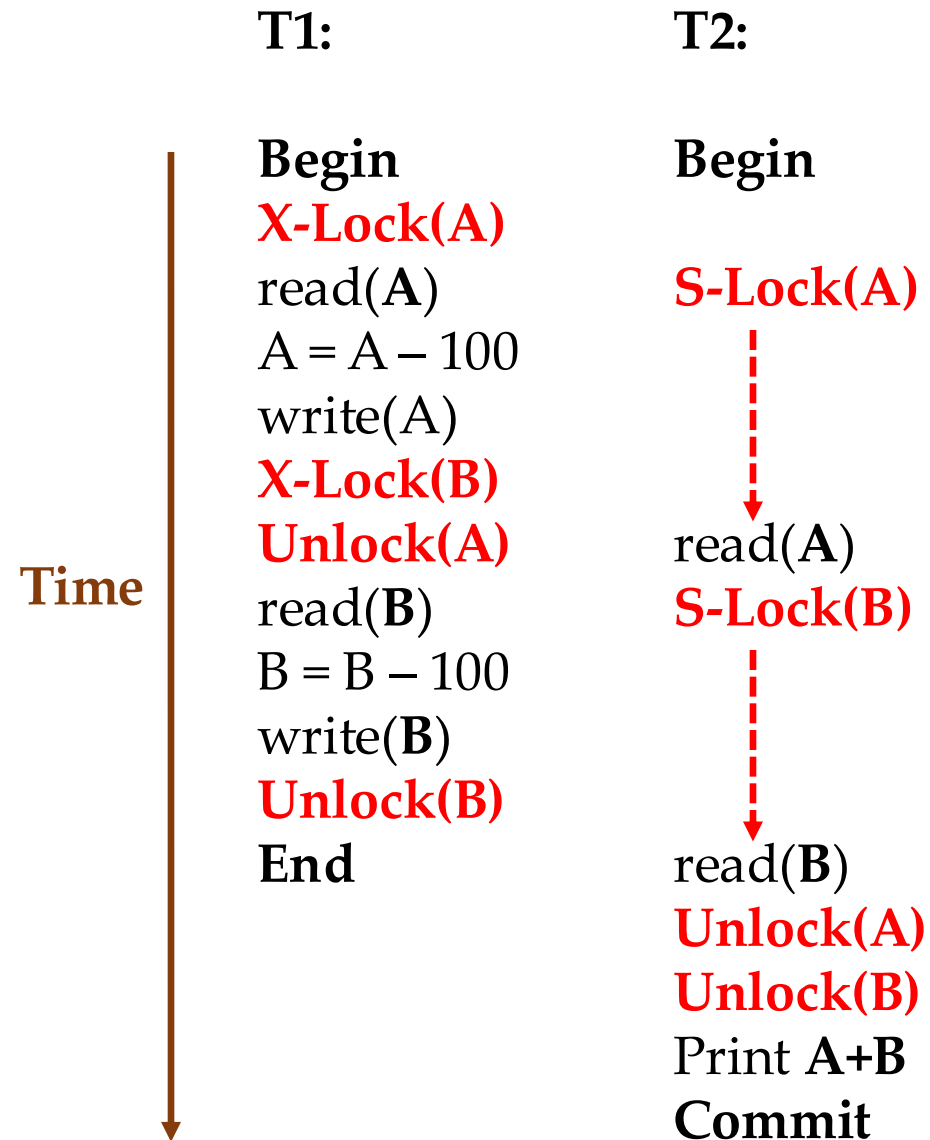 T1:
Begin
X-Lock(A)
read(A)
A = A – 100
write(A)
X-Lock(B)
Unlock(A)
read(B)
B = B – 100
write(B)
Unlock(B)
End
T2:
Begin
S-Lock(A)
read(A)
S-Lock(B)
read(B)
Unlock(A)
Unlock(B)
Print A+B
Commit
Time